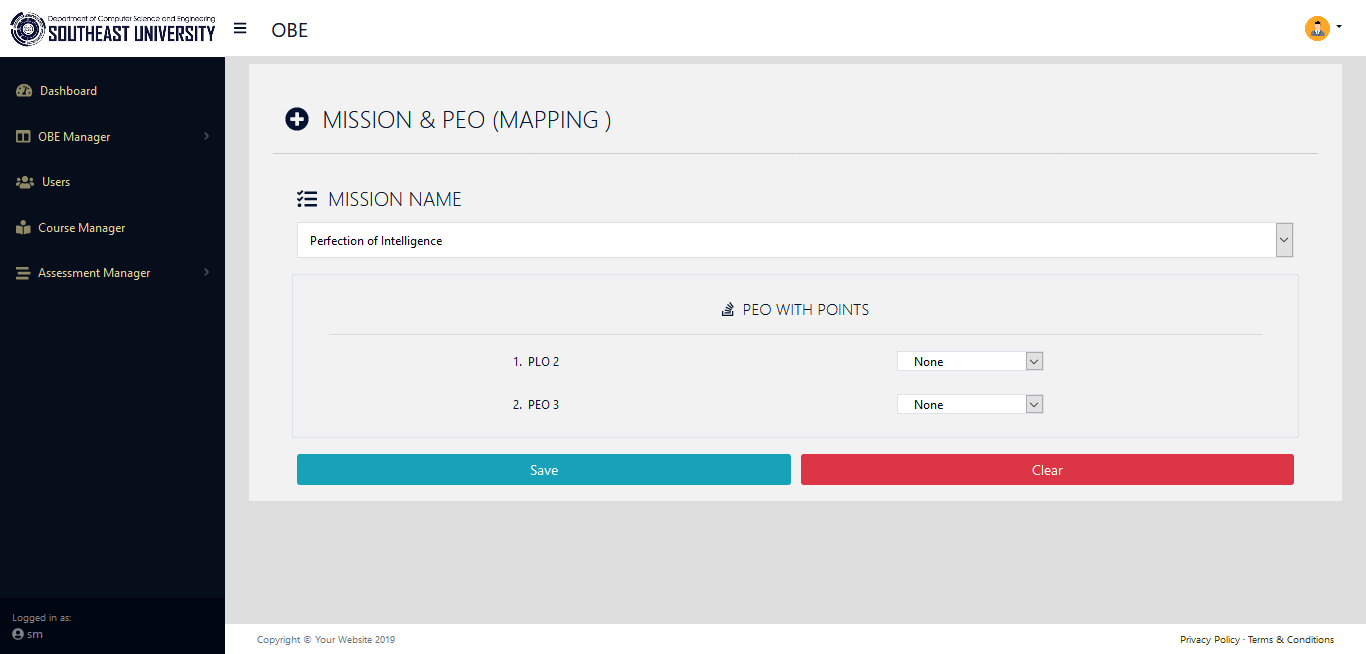 Department of Computer Science and Engineering
SOUTHEAST UNIVERSITY
OBE
Dashboard
OBE Manager
Users
Course Manager
Assessment Manager
Logged in as:
sm
MISSION & PEO (MAPPING )
MISSION NAME
Perfection of Intelligence
PEO WITH POINTS
1. PLO 2 None
2. PEO 3 None
Save Clear
Copyright © Your Website 2019 Privacy Policy · Terms & Conditions